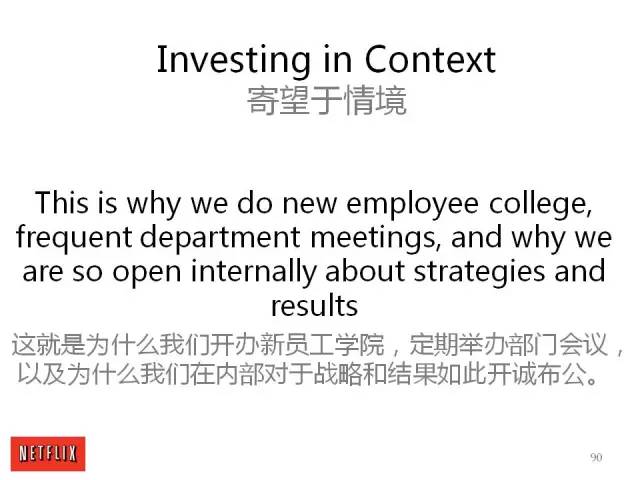 Investing in Context
寄望于情境
This is why we do new employee college,
frequent department meetings, and why we
are so open internally about strategies and
results
这就是为什么我们开办新员工学院，定期举办部门会议，
以及为什么我们在内部对于战略和结果如此开诚布公。
NETFLIX
90